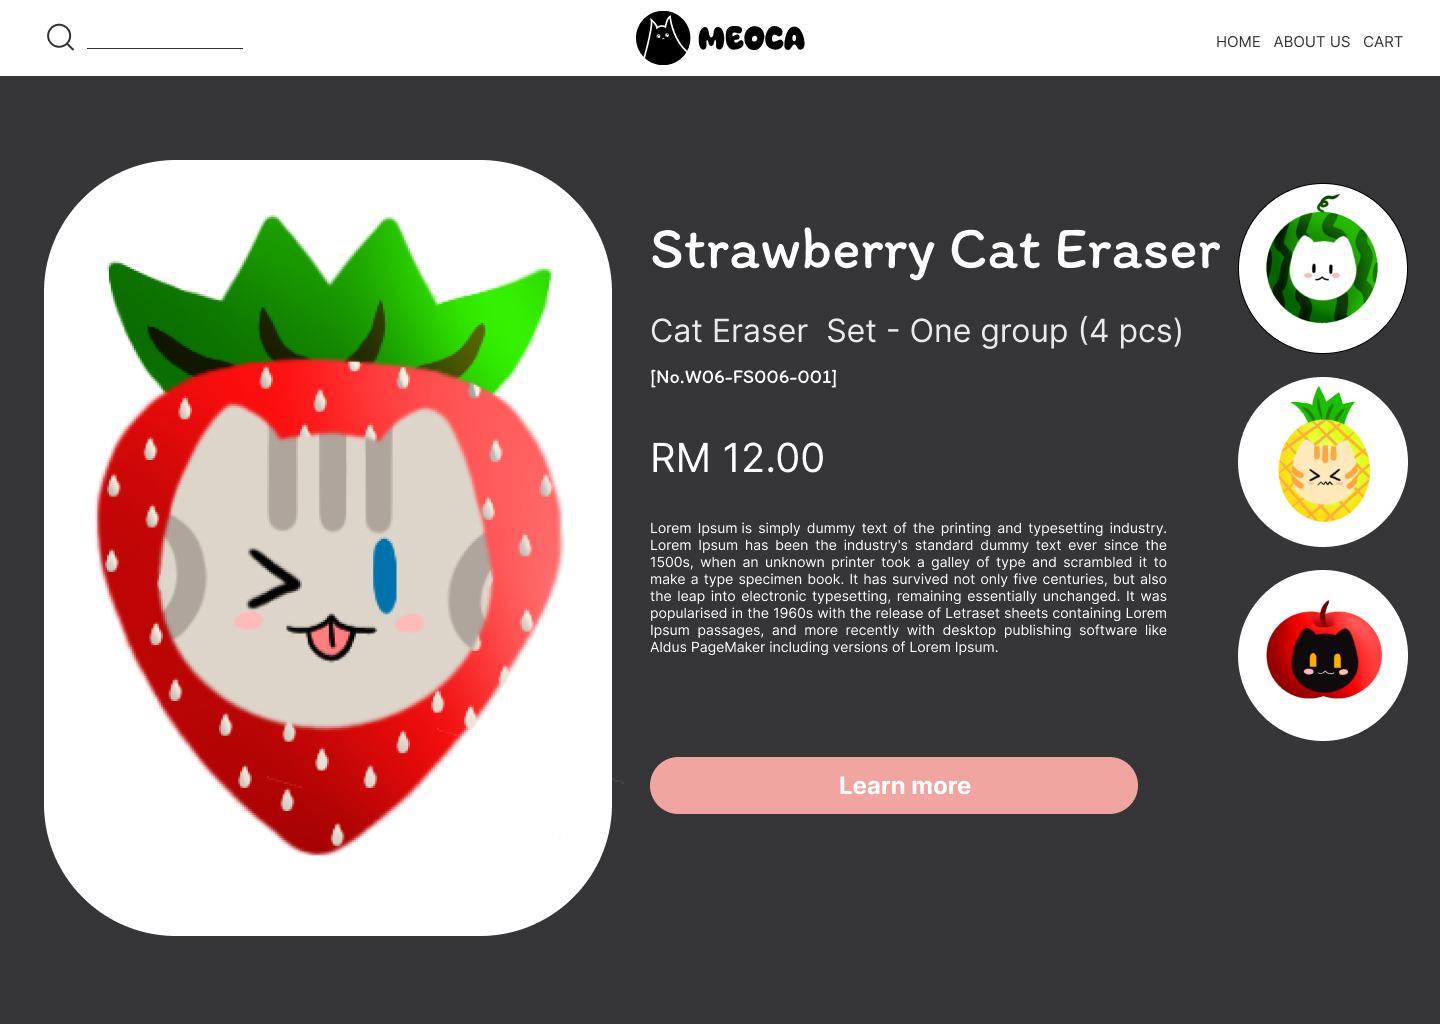 MEOCA
HOME ABOUT US CART
Strawberry Cat Eraser
Cat Eraser Set - One group (4 pcs)
[No.W06-FS006-001]
RM 12.00
Lorem Ipsum is simply dummy text of the printing and typesetting industry.
Lorem Ipsum has been the industry's standard dummy text ever since the
1500s, when an unknown printer took a galley of type and scrambled it to
make a type specimen book. It has survived not only five centuries, but also
the leap into electronic typesetting, remaining essentially unchanged. It was
popularised in the 1960s with the release of Letraset sheets containing Lorem
Ipsum passages, and more recently with desktop publishing software like
Aldus PageMaker including versions of Lorem Ipsum.
Learn more